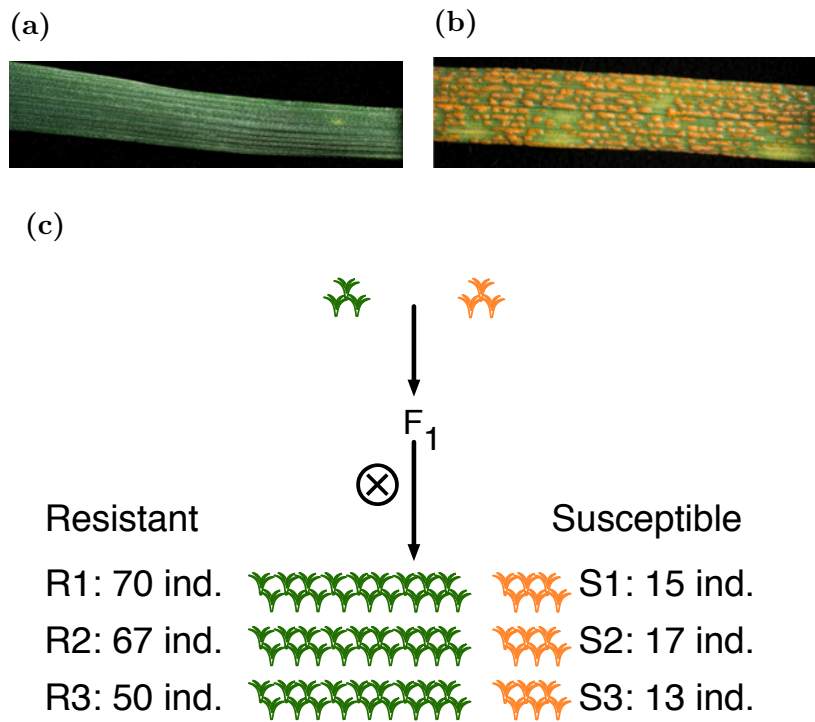 (a)
(b)
(c)
F1
Resistant
Susceptible
R1: 70 ind.
S1: 15 ind.
R2: 67 ind.
S2: 17 ind.
R3: 50 ind.
S3: 13 ind.